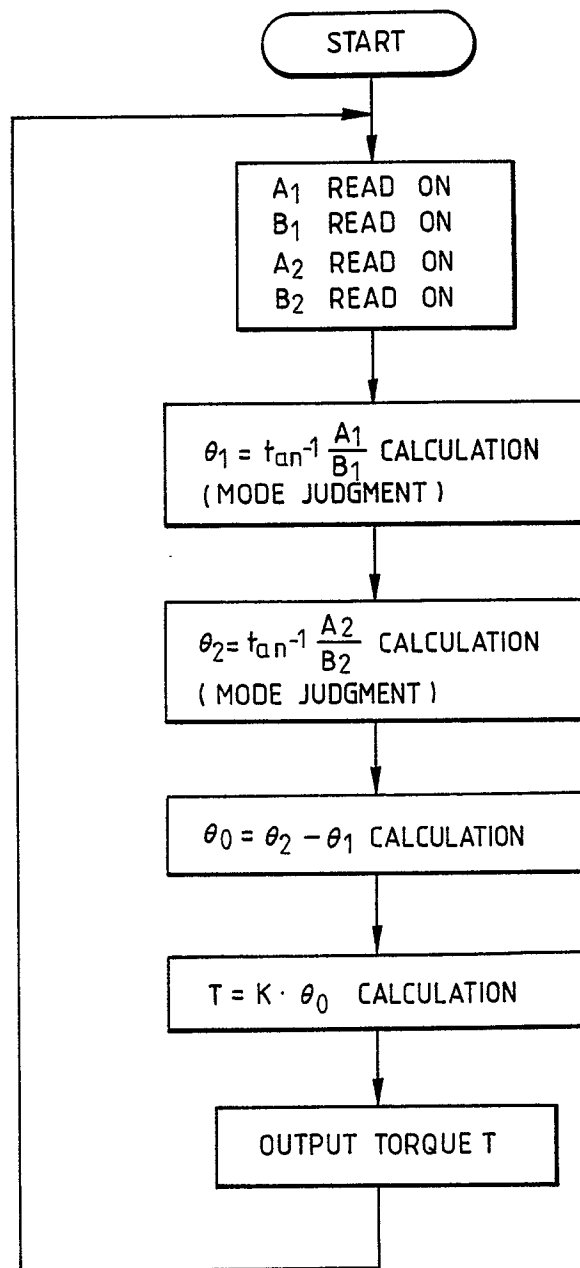 START
A1 READ ON
B1 READ ON
A2 READ ON
B2 READ ON
θ1 = tan-1 A1/B1 CALCULATION
(MODE JUDGMENT)
θ2 = tan-1 A2/B2 CALCULATION
(MODE JUDGMENT)
θ0 = θ2 − θ1 CALCULATION
T = K · θ0 CALCULATION
OUTPUT TORQUE T